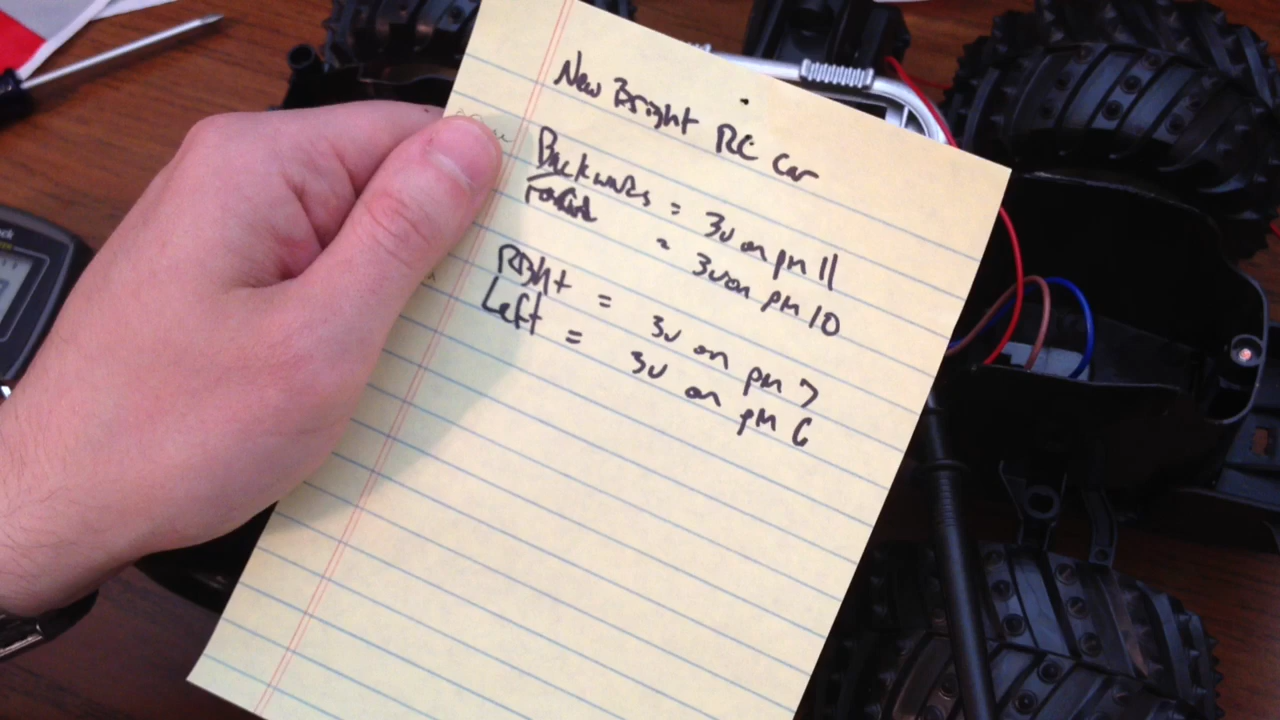 New Bright RC Car
Backwards = 3v on pin 11
Forward = 3v on pin 10
Right = 3v on pin 7
Left = 3v on pin 6